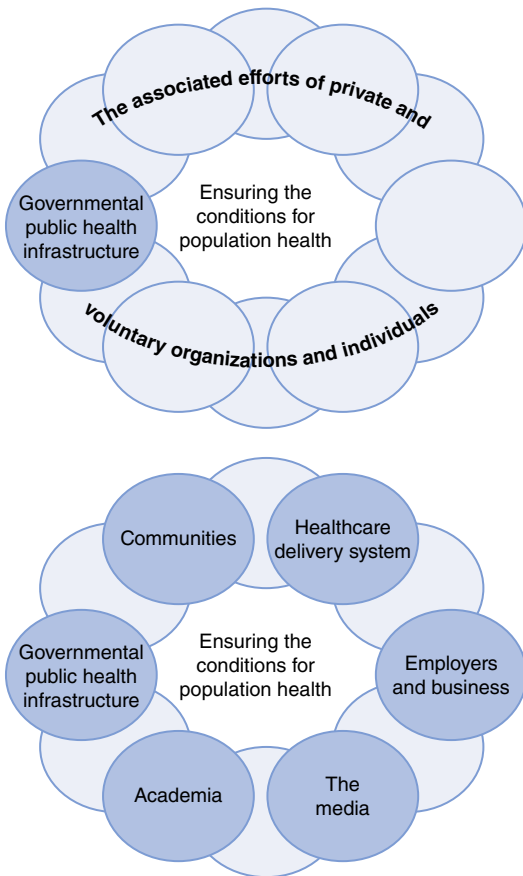 The associated efforts of private and
Governmental
public health
infrastructure
Ensuring the
conditions for
population health
voluntary organizations and individuals
Communities
Healthcare
delivery system
Governmental
public health
infrastructure
Ensuring the
conditions for
population health
Employers
and business
Academia
The
media